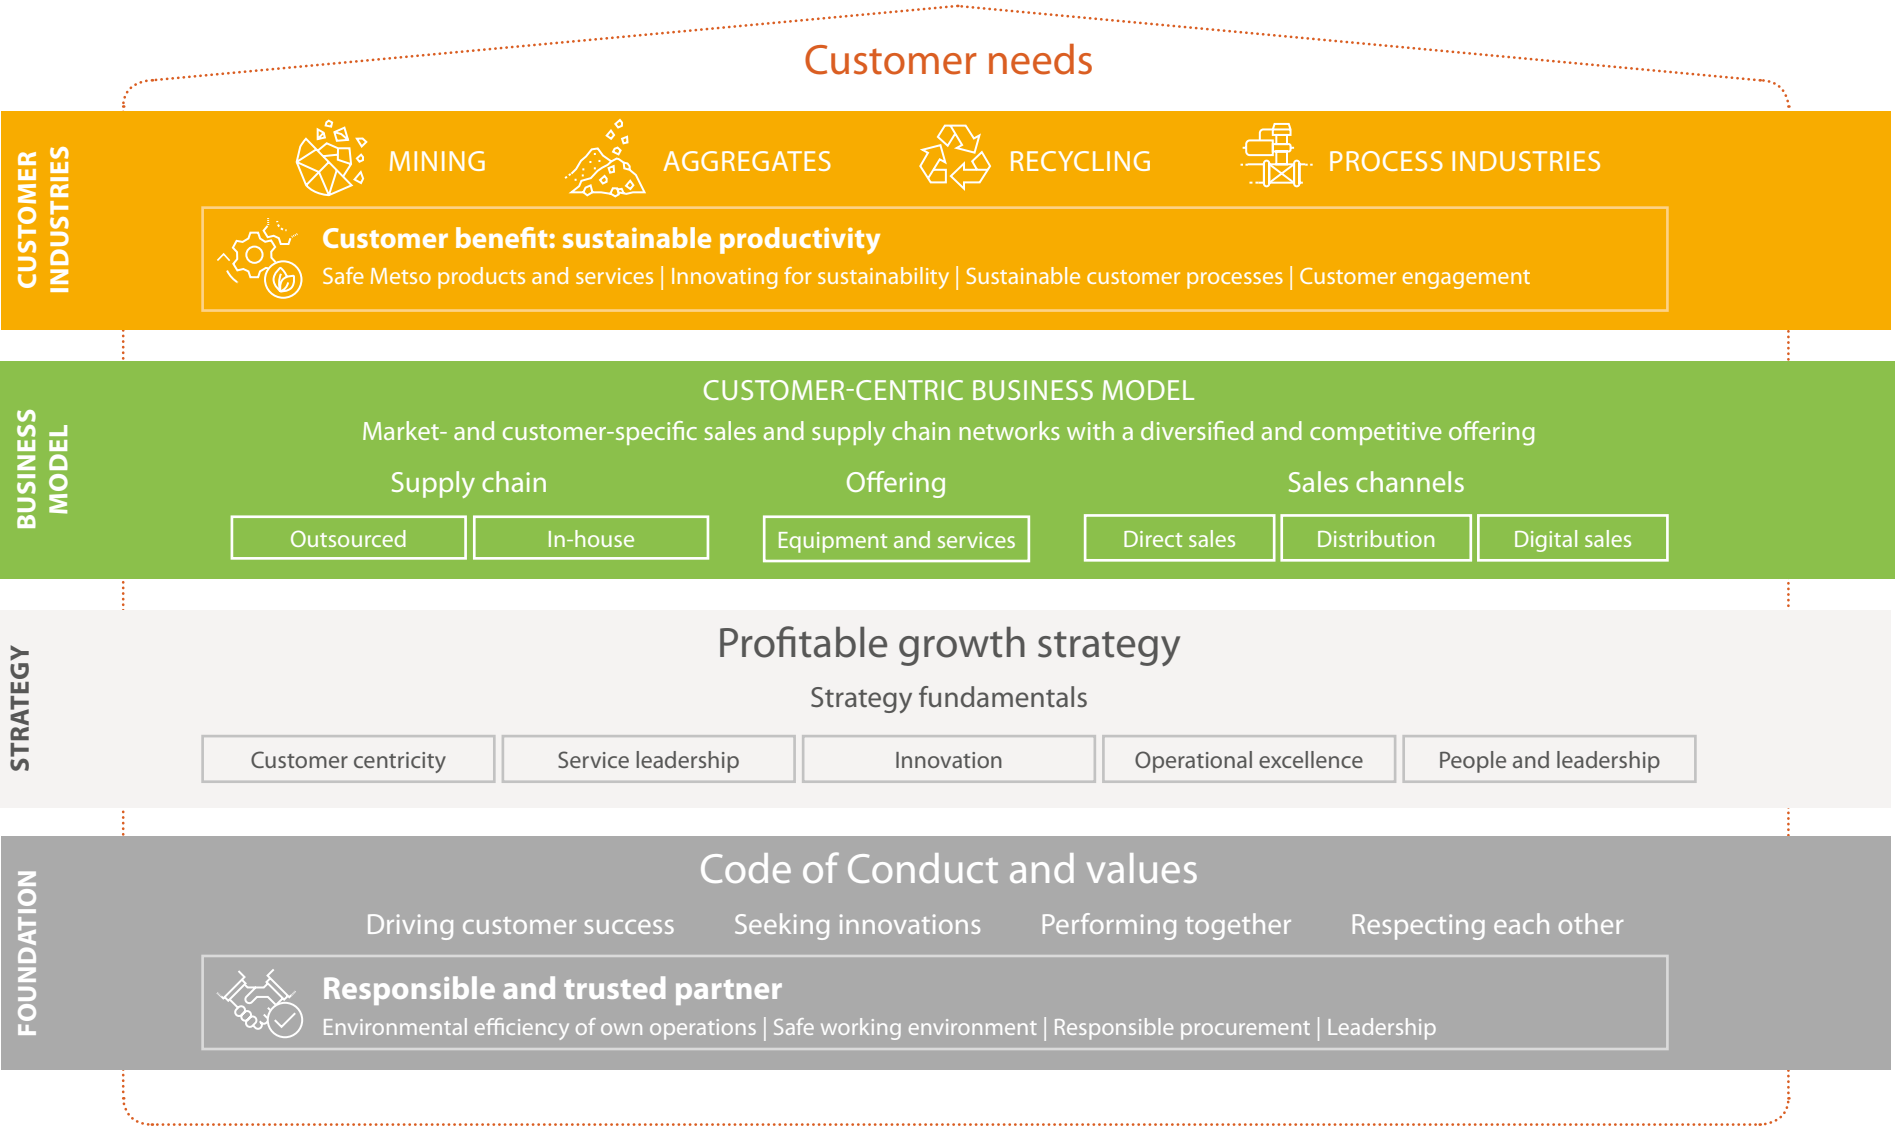 Customer needs
CUSTOMER
INDUSTRIES
MINING
AGGREGATES
RECYCLING
PROCESS INDUSTRIES
Customer benefit: sustainable productivity
Safe Metso products and services | Innovating for sustainability | Sustainable customer processes | Customer engagement
BUSINESS
MODEL
CUSTOMER-CENTRIC BUSINESS MODEL
Market- and customer-specific sales and supply chain networks with a diversified and competitive offering
Supply chain
Offering
Sales channels
Outsourced
In-house
Equipment and services
Direct sales
Distribution
Digital sales
STRATEGY
Profitable growth strategy
Strategy fundamentals
Customer centricity
Service leadership
Innovation
Operational excellence
People and leadership
FOUNDATION
Code of Conduct and values
Driving customer success
Seeking innovations
Performing together
Respecting each other
Responsible and trusted partner
Environmental efficiency of own operations | Safe working environment | Responsible procurement | Leadership